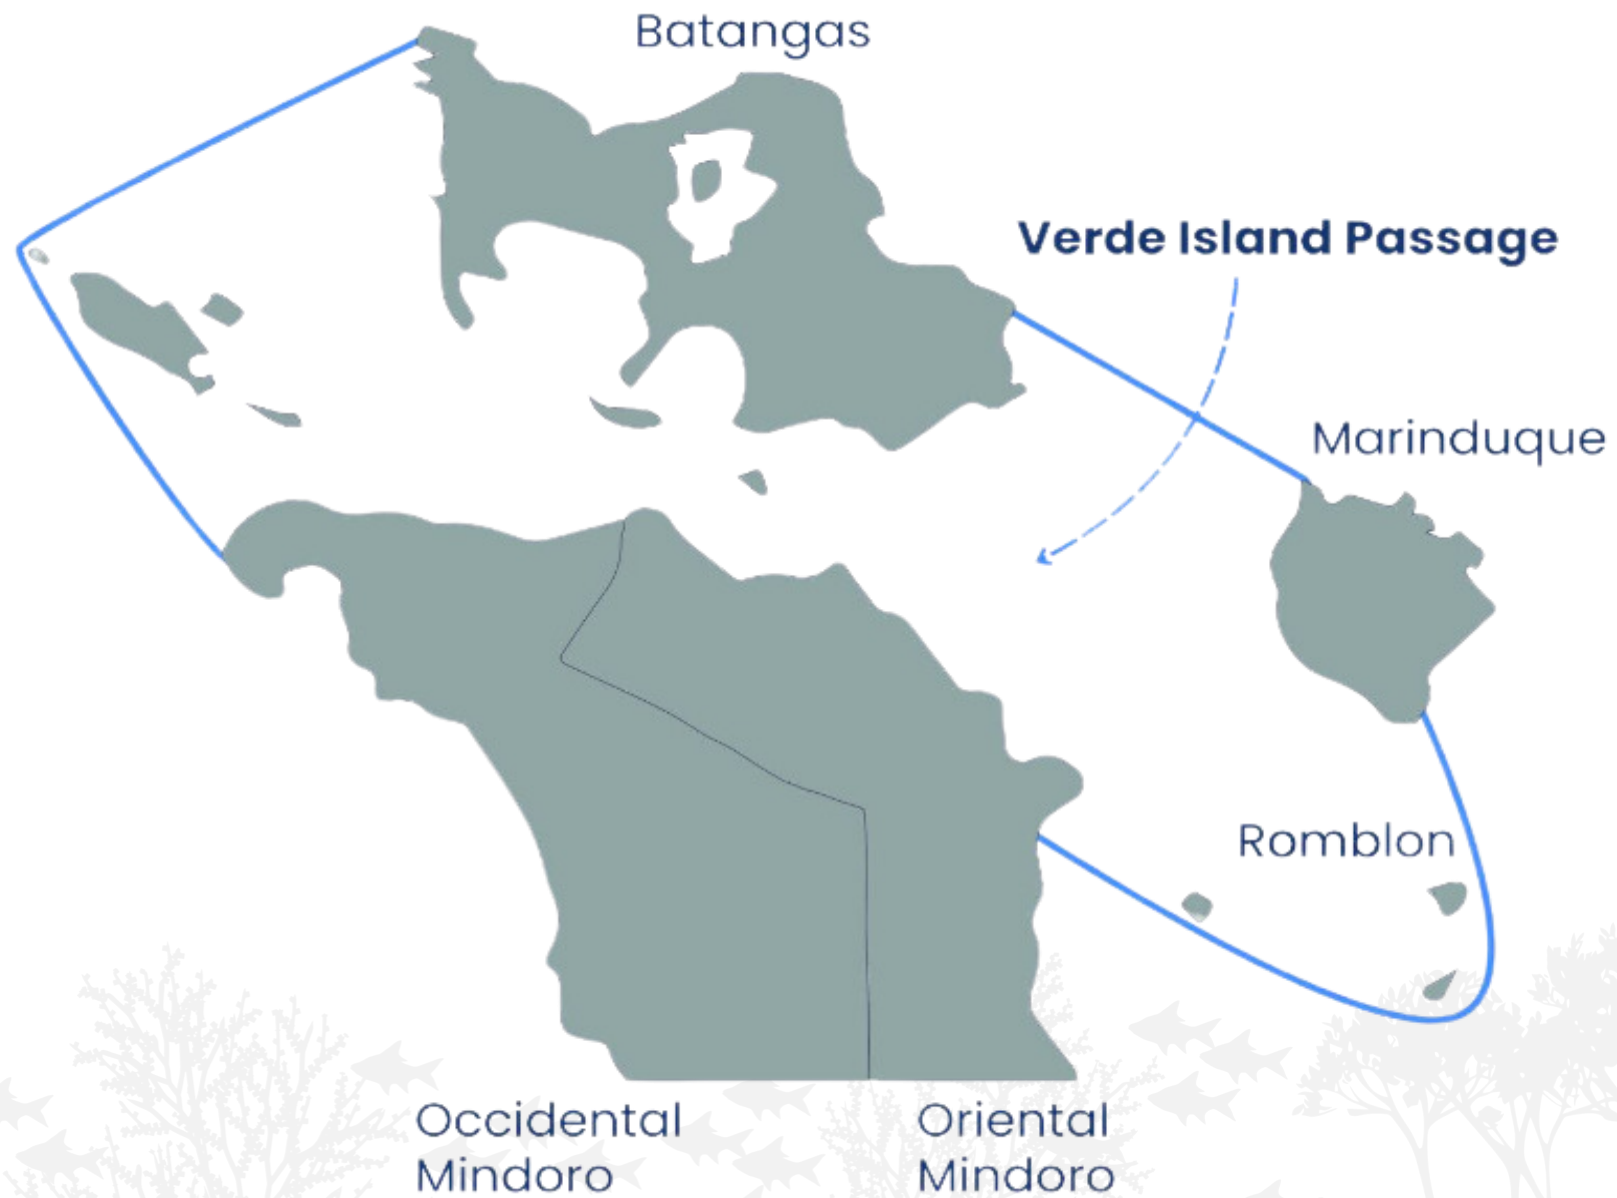 Batangas
Verde Island Passage
Marinduque
Romblon
Occidental
Mindoro
Oriental
Mindoro